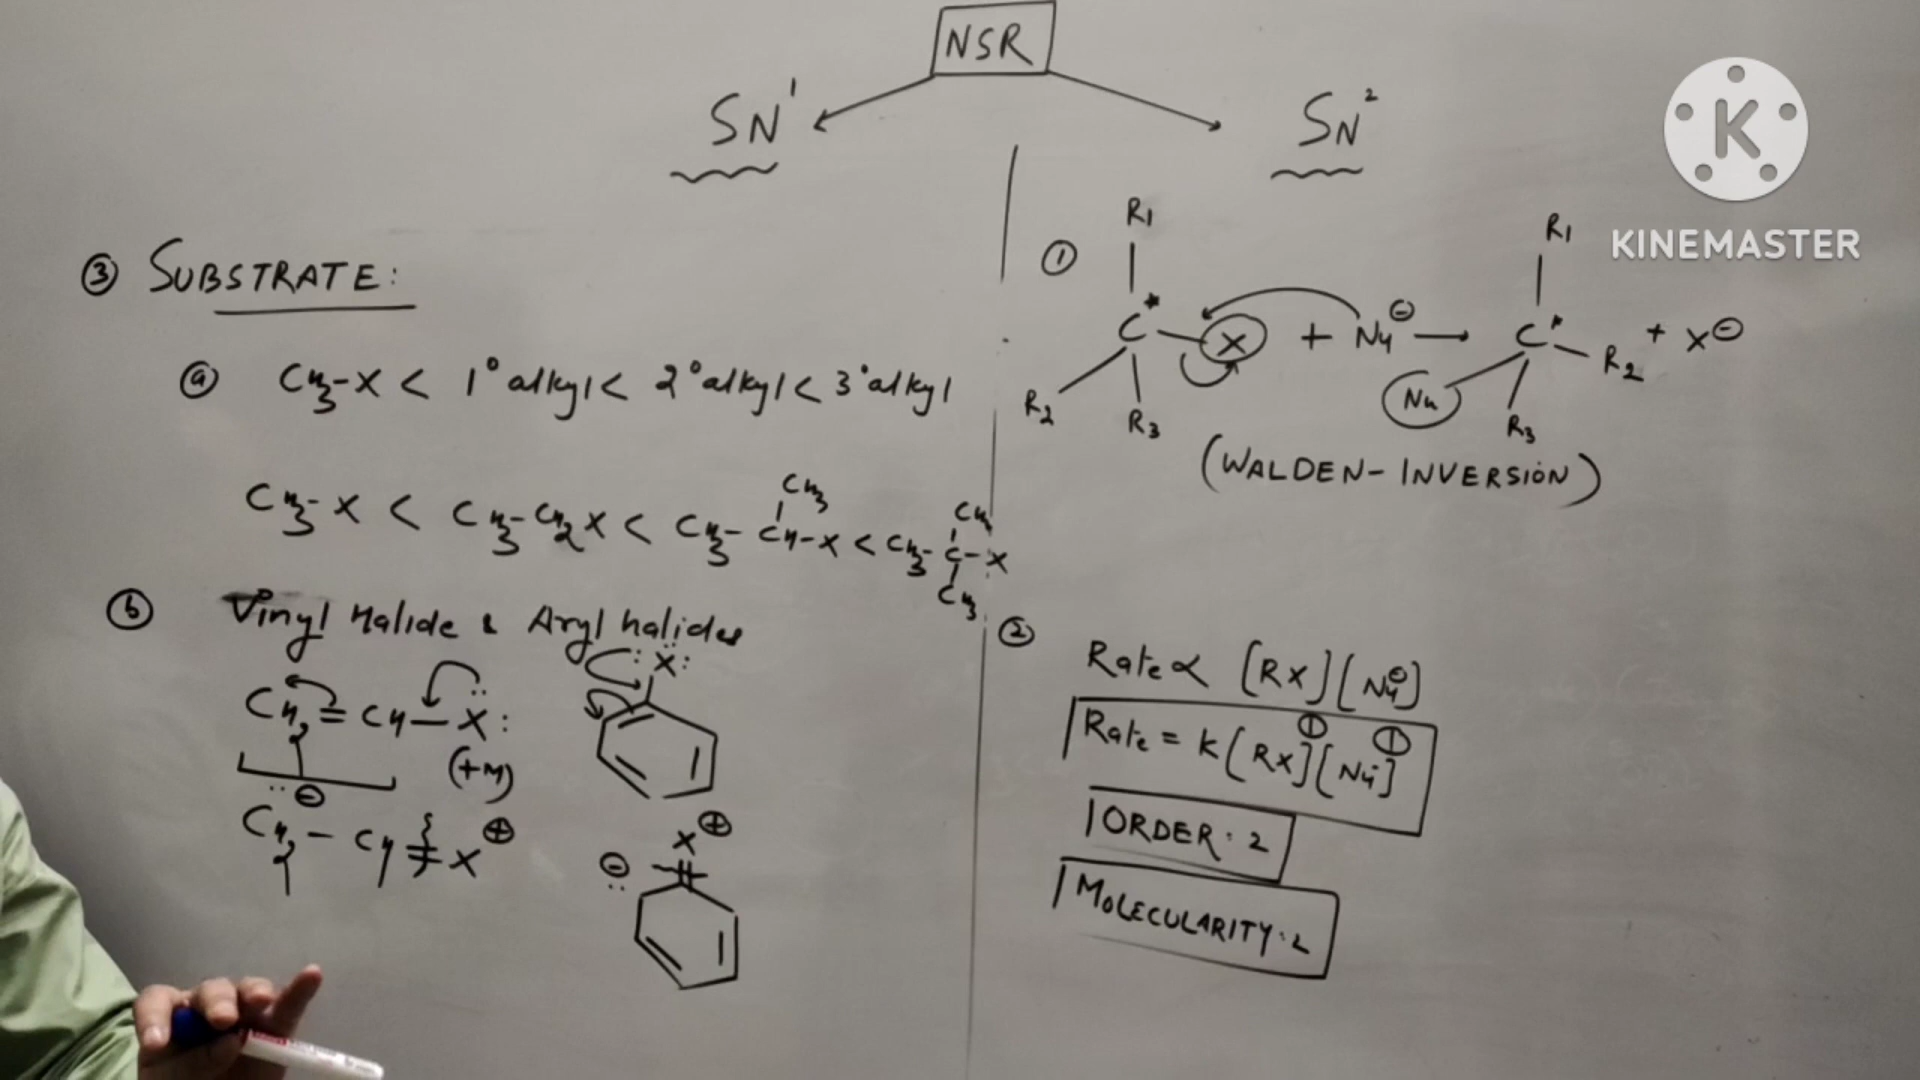 NSR
SN¹
SN²
K
KINEMASTER
③ SUBSTRATE:
ⓐ CH3-X < 1° alkyl < 2° alkyl < 3° alkyl
CH3-X < CH3-CH2X < CH3-CH-X < CH3-C-X
CH3
CH3
CH3
ⓑ Vinyl Halide & Aryl halides
CH2=CH-X:
(+M)
CH2-CH=X⊕
⊖
:X:
X⊕
⊖
①
R1
C* - X + Nu⊖ → C* + X⊖
R2
R3
R1
R2
Nu
R3
(WALDEN-INVERSION)
②
Rate ∝ [RX][Nu⊖]
Rate = K[RX]①[Nu-]①
ORDER: 2
MOLECULARITY: 2